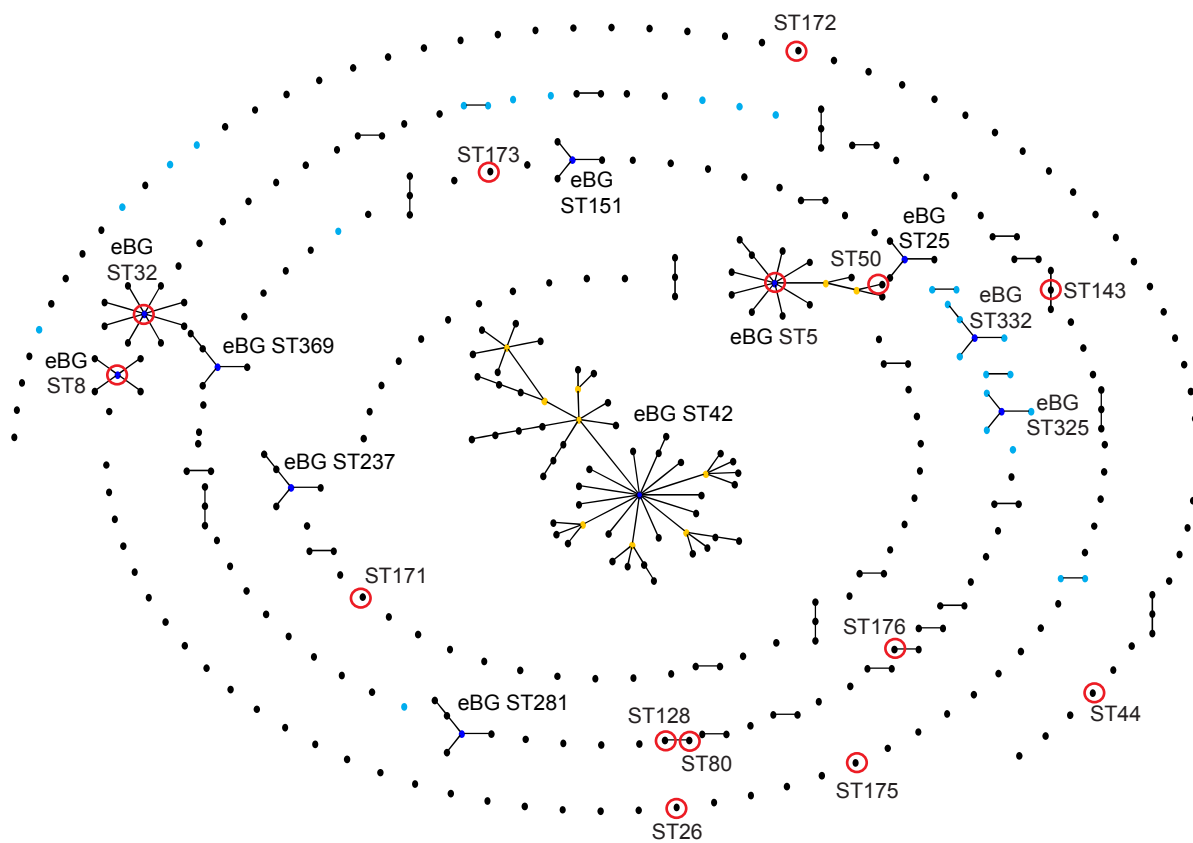 ST172
ST173
eBG
ST151
eBG
ST25
ST50
eBG
ST32
eBG ST5
eBG
ST332
ST143
eBG ST369
eBG
ST8
eBG ST42
eBG
ST325
eBG ST237
ST171
ST176
eBG ST281
ST128
ST80
ST44
ST175
ST26